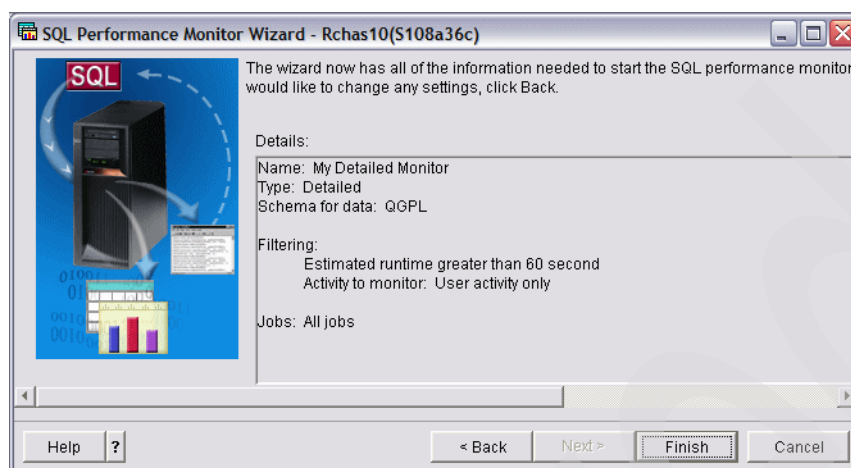 SQL Performance Monitor Wizard - Rchas10(S108a36c)
SQL
The wizard now has all of the information needed to start the SQL performance monitor
would like to change any settings, click Back.
Details:
Name: My Detailed Monitor
Type: Detailed
Schema for data: QGPL
Filtering:
Estimated runtime greater than 60 second
Activity to monitor: User activity only
Jobs: All jobs
Help
?
< Back
Next >
Finish
Cancel